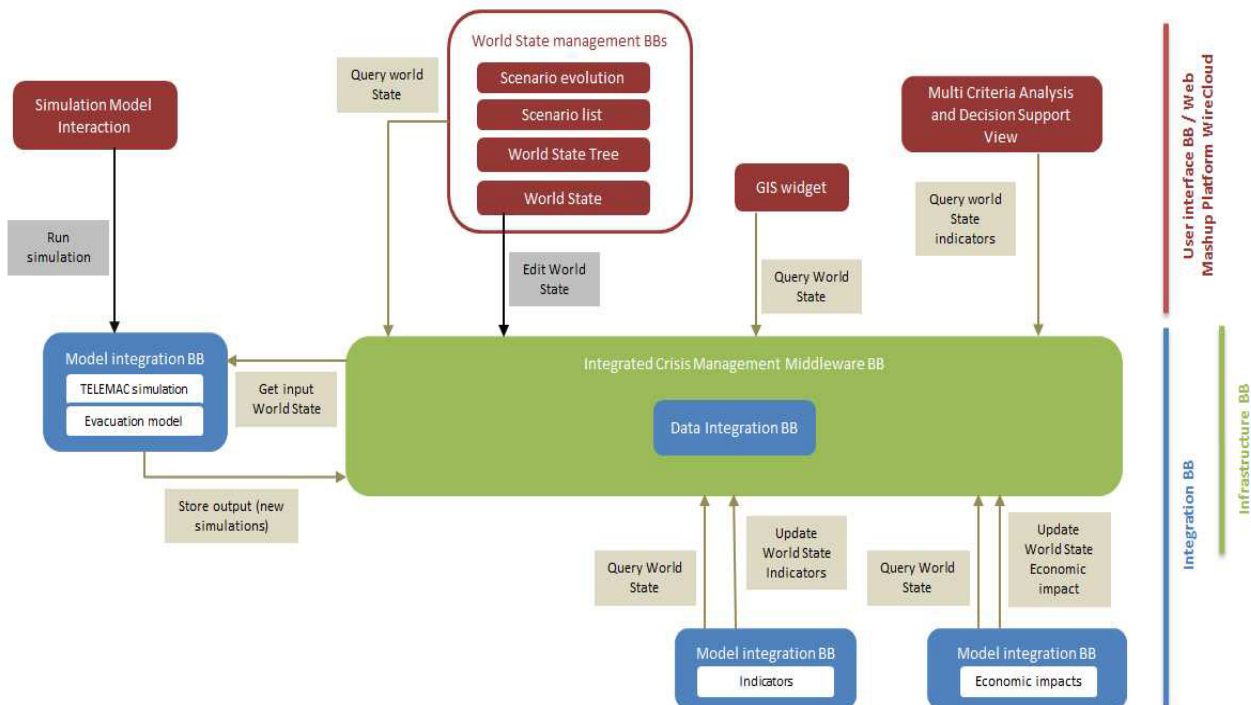 World State management BBs
Scenario evolution
Scenario list
World State Tree
World State
Query world
State
Simulation Model
Interaction
Multi Criteria Analysis
and Decision Support
View
GIS widget
Run
simulation
Edit World
State
Query World
State
Query world
State
indicators
User interface BB / Web
Mashup Platform WireCloud
Model integration BB
TELEMAC simulation
Evacuation model
Get input
World State
Integrated Crisis Management Middleware BB
Data Integration BB
Store output (new
simulations)
Query World
State
Update
World State
Indicators
Query World
State
Update
World State
Economic
impact
Model integration BB
Indicators
Model integration BB
Economic impacts
Integration BB
Infrastructure BB